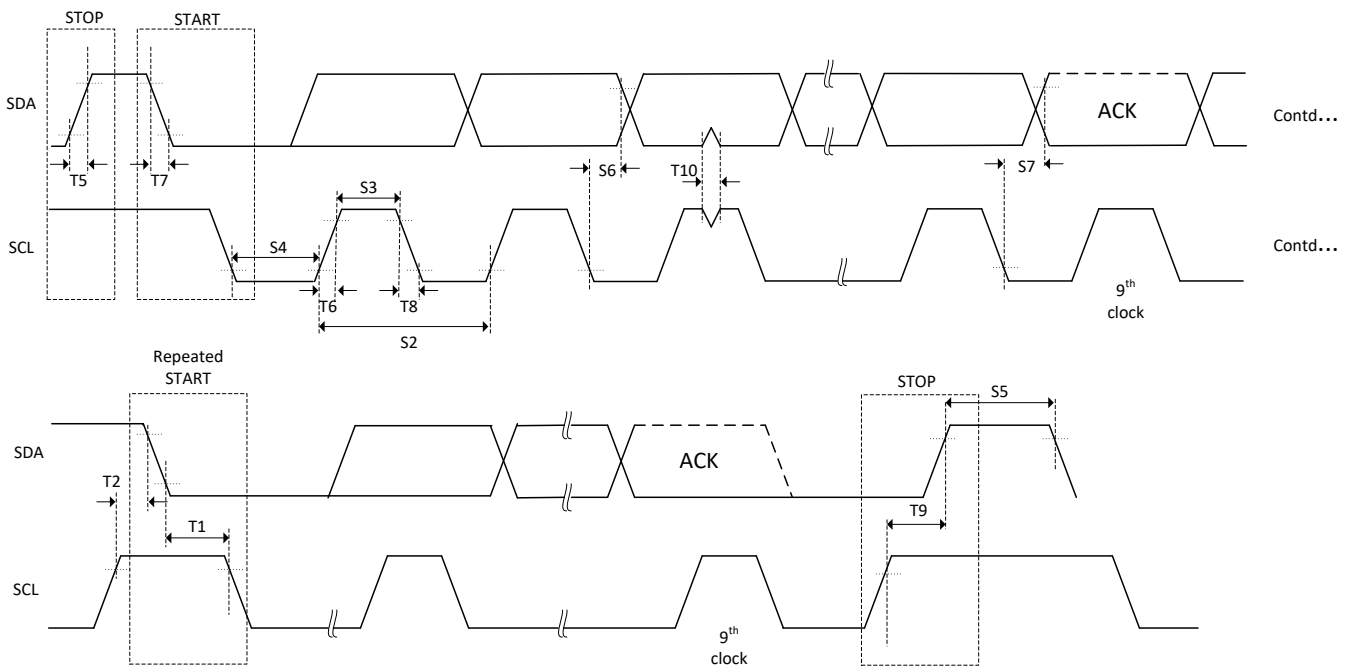 STOP
START
SDA
T5
T7
S6
T10
S7
ACK
Contd...
SCL
S4
S3
T6
T8
S2
9th
clock
Contd...
Repeated
START
STOP
S5
SDA
T2
T1
ACK
T9
SCL
9th
clock